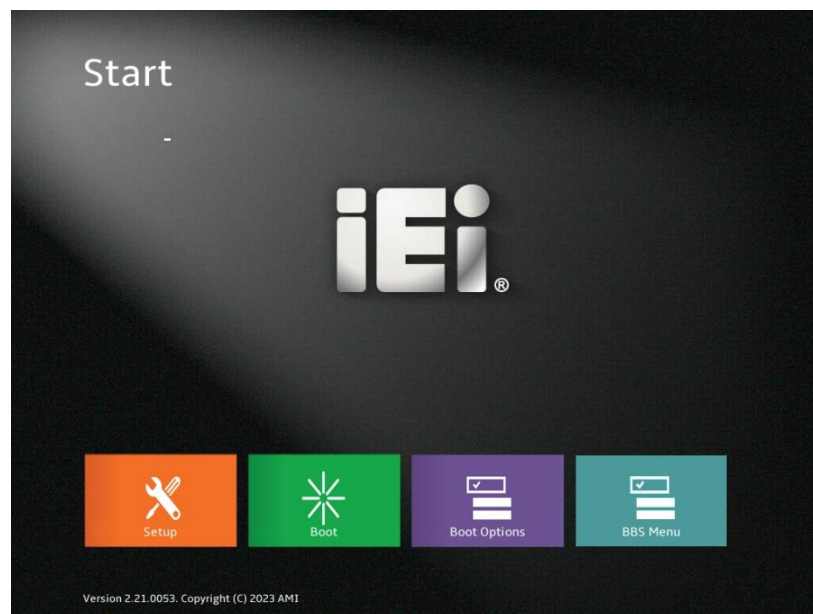 Start
-
iEi®
Setup
Boot
Boot Options
BBS Menu
Version 2.21.0053. Copyright (C) 2023 AMI